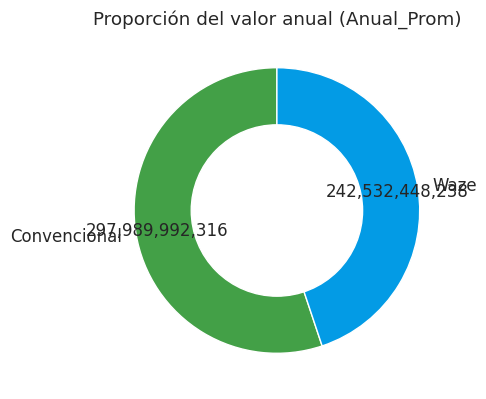 Proporción del valor anual (Anual_Prom)
Waze
242,532,448,238
297,989,992,316
Convencional